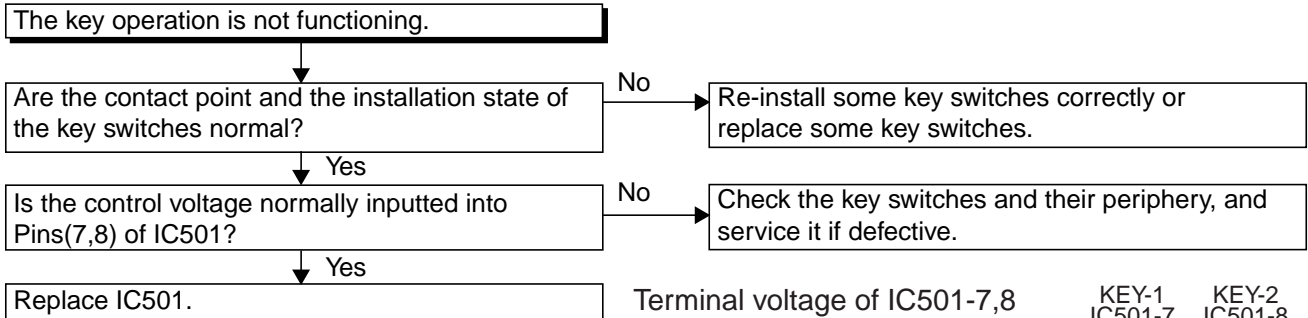 The key operation is not functioning.
Are the contact point and the installation state of
the key switches normal?
No
Re-install some key switches correctly or
replace some key switches.
Yes
Is the control voltage normally inputted into
Pins(7,8) of IC501?
No
Check the key switches and their periphery, and
service it if defective.
Yes
Replace IC501.
Terminal voltage of IC501-7,8
KEY-1 KEY-2
IC501-7 IC501-8